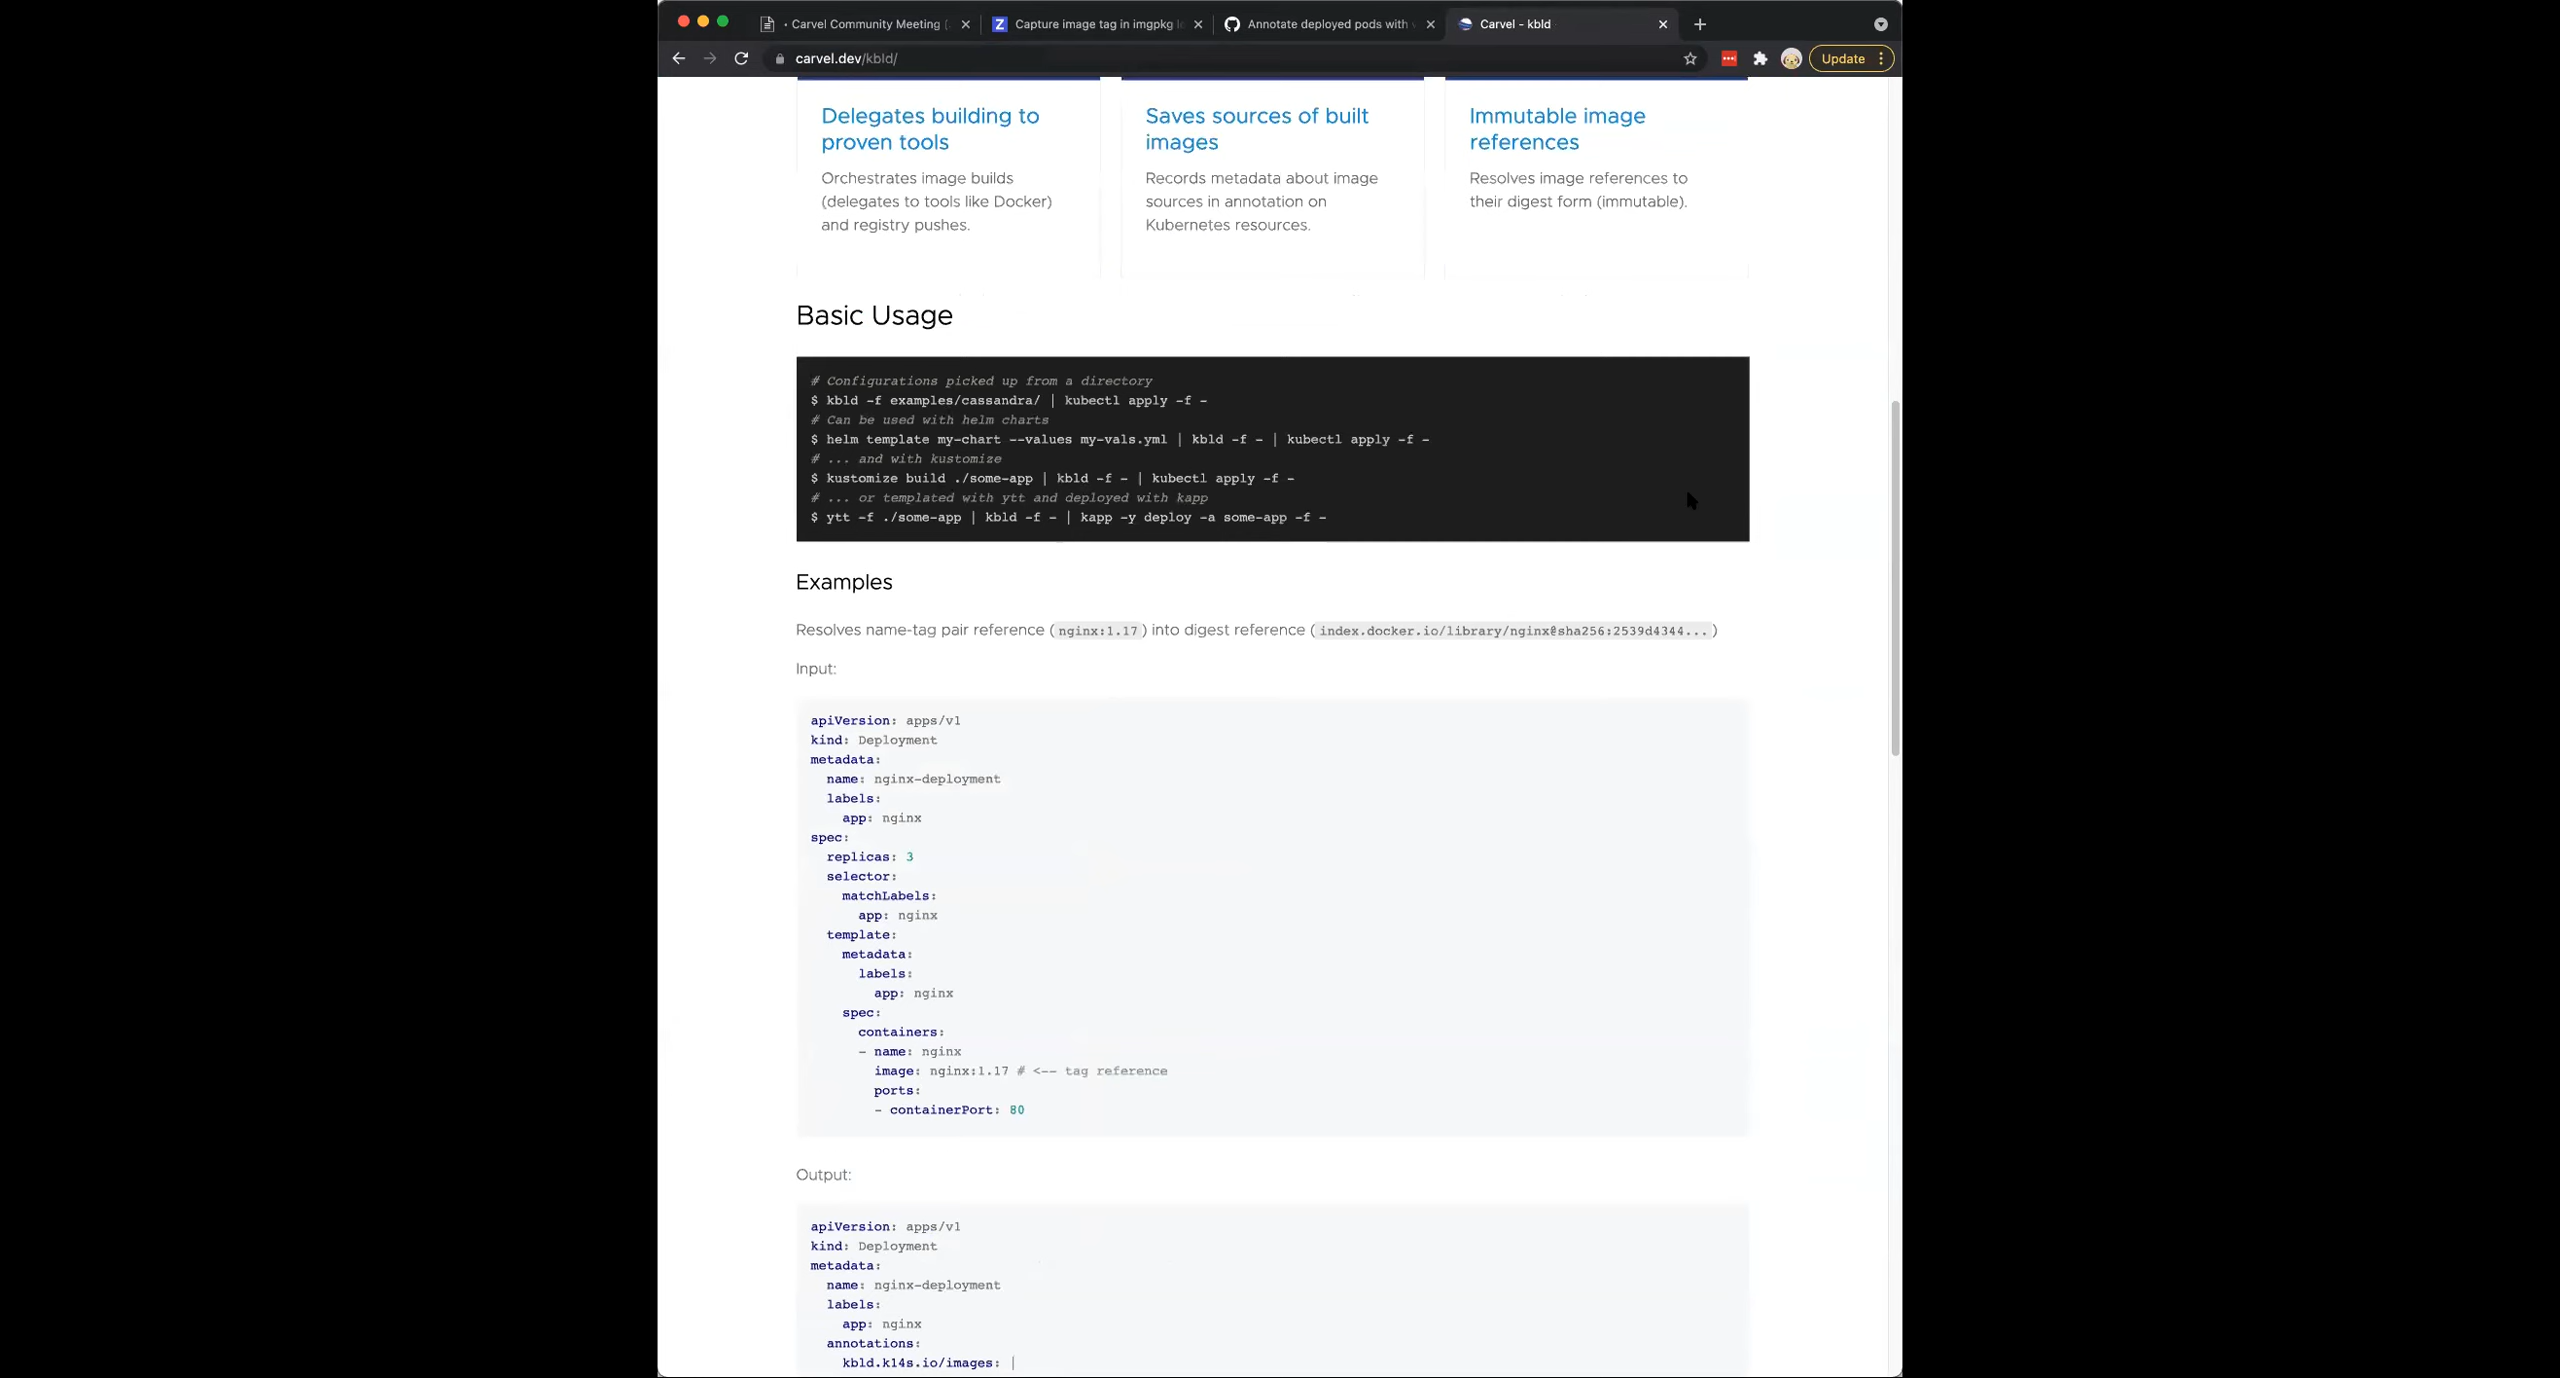 · Carvel Community Meeting [
Capture image tag in imgpkg l
Annotate deployed pods with
Carvel - kbld
carvel.dev/kbld/
Update
Delegates building to
proven tools
Orchestrates image builds
(delegates to tools like Docker)
and registry pushes.
Saves sources of built
images
Records metadata about image
sources in annotation on
Kubernetes resources.
Immutable image
references
Resolves image references to
their digest form (immutable).
Basic Usage
# Configurations picked up from a directory
$ kbld -f examples/cassandra/ | kubectl apply -f -
# Can be used with helm charts
$ helm template my-chart --values my-vals.yml | kbld -f - | kubectl apply -f -
# ... and with kustomize
$ kustomize build ./some-app | kbld -f - | kubectl apply -f -
# ... or templated with ytt and deployed with kapp
$ ytt -f ./some-app | kbld -f - | kapp -y deploy -a some-app -f -
Examples
Resolves name-tag pair reference (nginx:1.17) into digest reference (index.docker.io/library/nginx@sha256:2539d4344...)
Input:
apiVersion: apps/v1
kind: Deployment
metadata:
  name: nginx-deployment
  labels:
    app: nginx
spec:
  replicas: 3
  selector:
    matchLabels:
      app: nginx
  template:
    metadata:
      labels:
        app: nginx
    spec:
      containers:
      - name: nginx
        image: nginx:1.17 # <-- tag reference
        ports:
        - containerPort: 80
Output:
apiVersion: apps/v1
kind: Deployment
metadata:
  name: nginx-deployment
  labels:
    app: nginx
  annotations:
    kbld.k14s.io/images: |